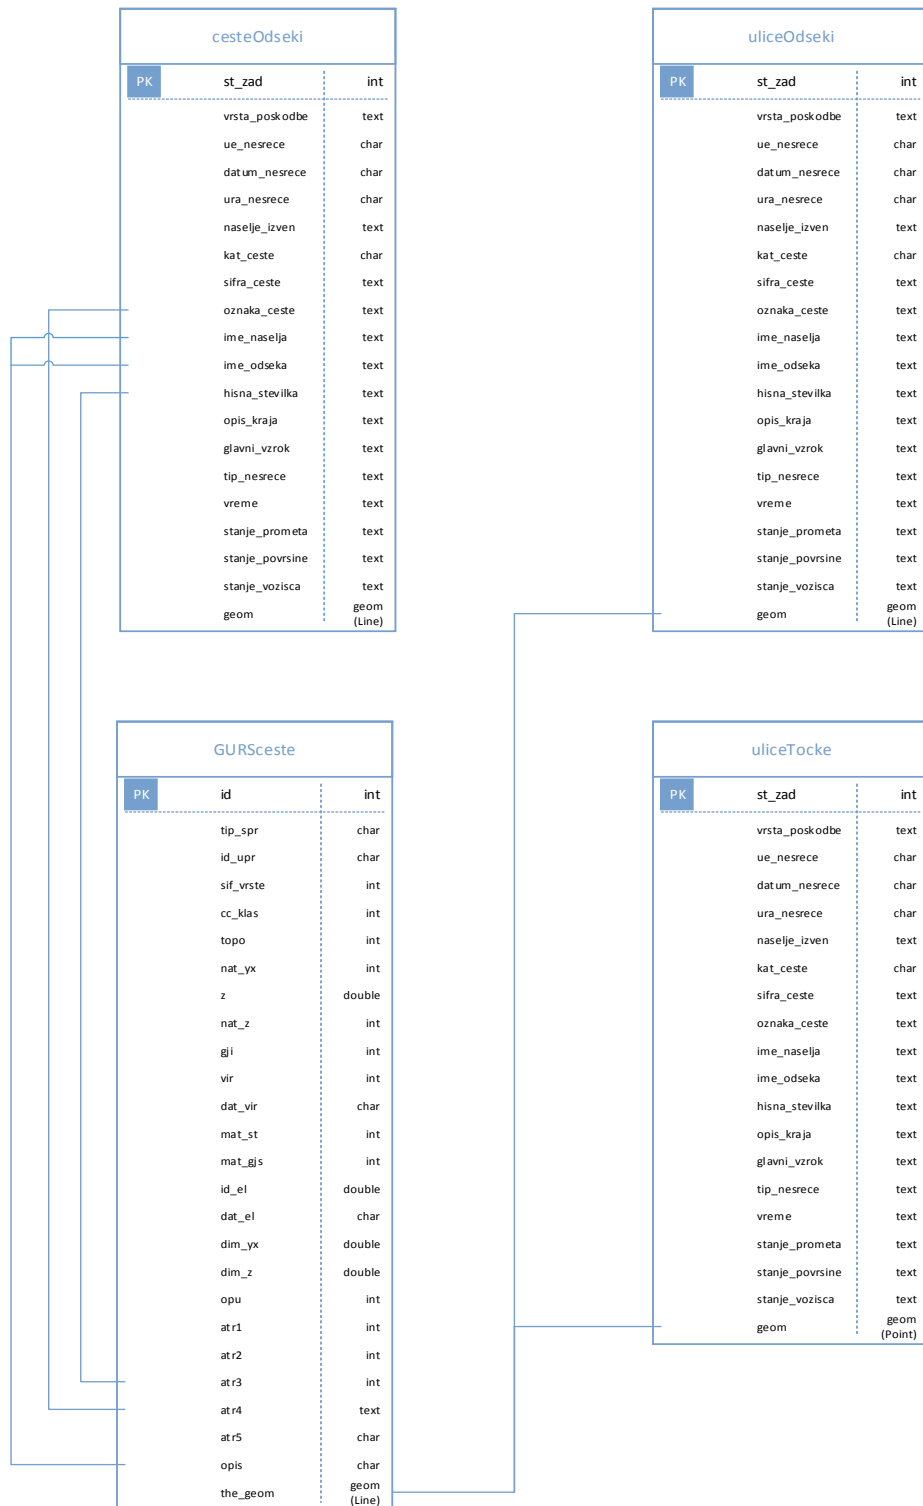 cesteOdseki
PK st_zad int
vrsta_poskodbe text
ue_nesrece char
datum_nesrece char
ura_nesrece char
naselje_izven text
kat_ceste char
sifra_ceste text
oznaka_ceste text
ime_naselja text
ime_odseka text
hisna_stevilka text
opis_kraja text
glavni_vzrok text
tip_nesrece text
vreme text
stanje_prometa text
stanje_povrsine text
stanje_vozisca text
geom geom
(Line)
uliceOdseki
PK st_zad int
vrsta_poskodbe text
ue_nesrece char
datum_nesrece char
ura_nesrece char
naselje_izven text
kat_ceste char
sifra_ceste text
oznaka_ceste text
ime_naselja text
ime_odseka text
hisna_stevilka text
opis_kraja text
glavni_vzrok text
tip_nesrece text
vreme text
stanje_prometa text
stanje_povrsine text
stanje_vozisca text
geom geom
(Line)
GURSceste
PK id int
tip_spr char
id_upr char
sif_vrste int
cc_klas int
topo int
nat_yx int
z double
nat_z int
gji int
vir int
dat_vir char
mat_st int
mat_gjs int
id_el double
dat_el char
dim_yx double
dim_z double
opu int
atr1 int
atr2 int
atr3 int
atr4 text
atr5 char
opis char
the_geom geom
(Line)
uliceTocke
PK st_zad int
vrsta_poskodbe text
ue_nesrece char
datum_nesrece char
ura_nesrece char
naselje_izven text
kat_ceste char
sifra_ceste text
oznaka_ceste text
ime_naselja text
ime_odseka text
hisna_stevilka text
opis_kraja text
glavni_vzrok text
tip_nesrece text
vreme text
stanje_prometa text
stanje_povrsine text
stanje_vozisca text
geom geom
(Point)